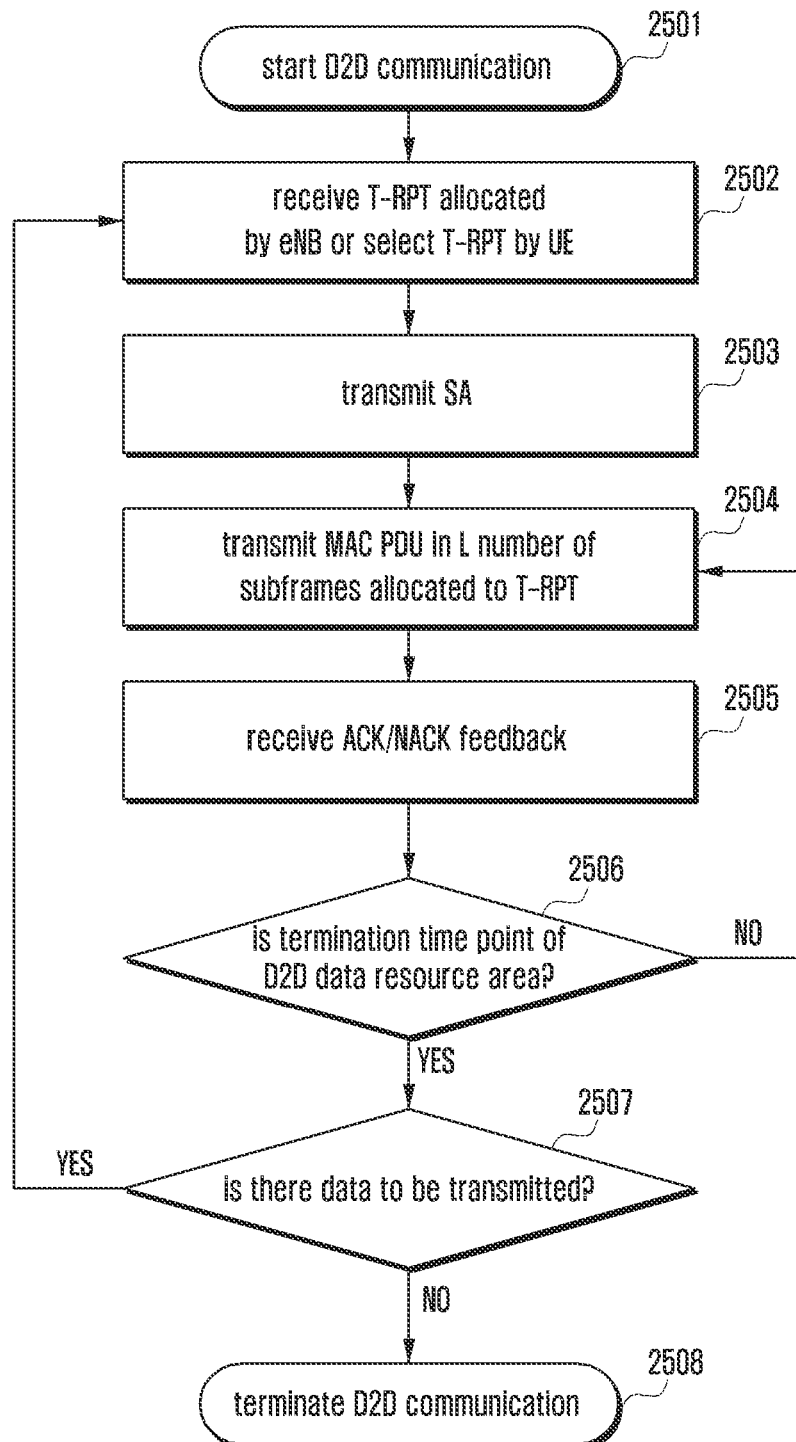 2501
start D2D communication
2502
receive T-RPT allocated
by eNB or select T-RPT by UE
2503
transmit SA
2504
transmit MAC PDU in L number of
subframes allocated to T-RPT
2505
receive ACK/NACK feedback
2506
is termination time point of
D2D data resource area?
NO
YES
2507
YES
is there data to be transmitted?
NO
2508
terminate D2D communication